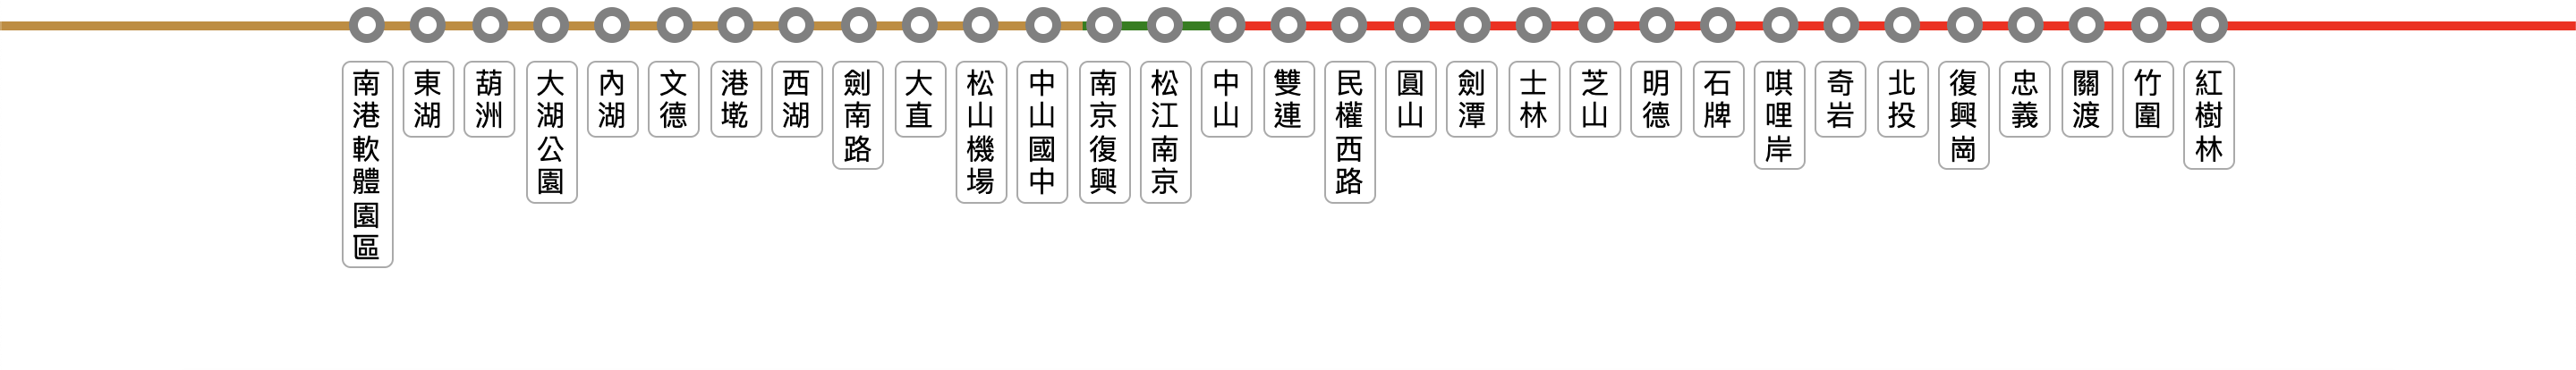 南港軟體園區
東湖
葫洲
大湖公園
內湖
文德
港墘
西湖
劍南路
大直
松山機場
中山國中
南京復興
松江南京
中山
雙連
民權西路
圓山
劍潭
士林
芝山
明德
石牌
唭哩岸
奇岩
北投
復興崗
忠義
關渡
竹圍
紅樹林